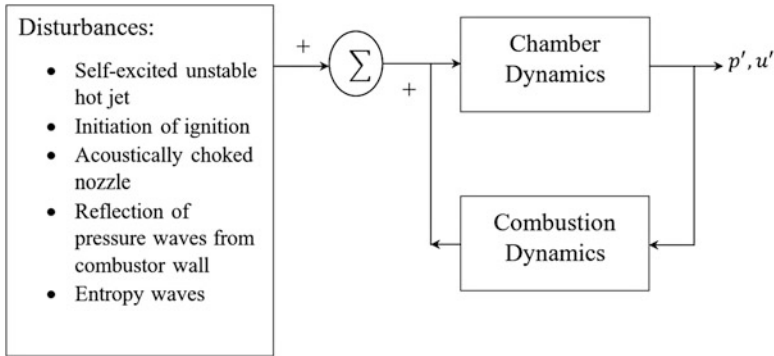 Disturbances:
• Self-excited unstable
hot jet
• Initiation of ignition
• Acoustically choked
nozzle
• Reflection of
pressure waves from
combustor wall
• Entropy waves
+
∑
+
Chamber
Dynamics
p′, u′
Combustion
Dynamics